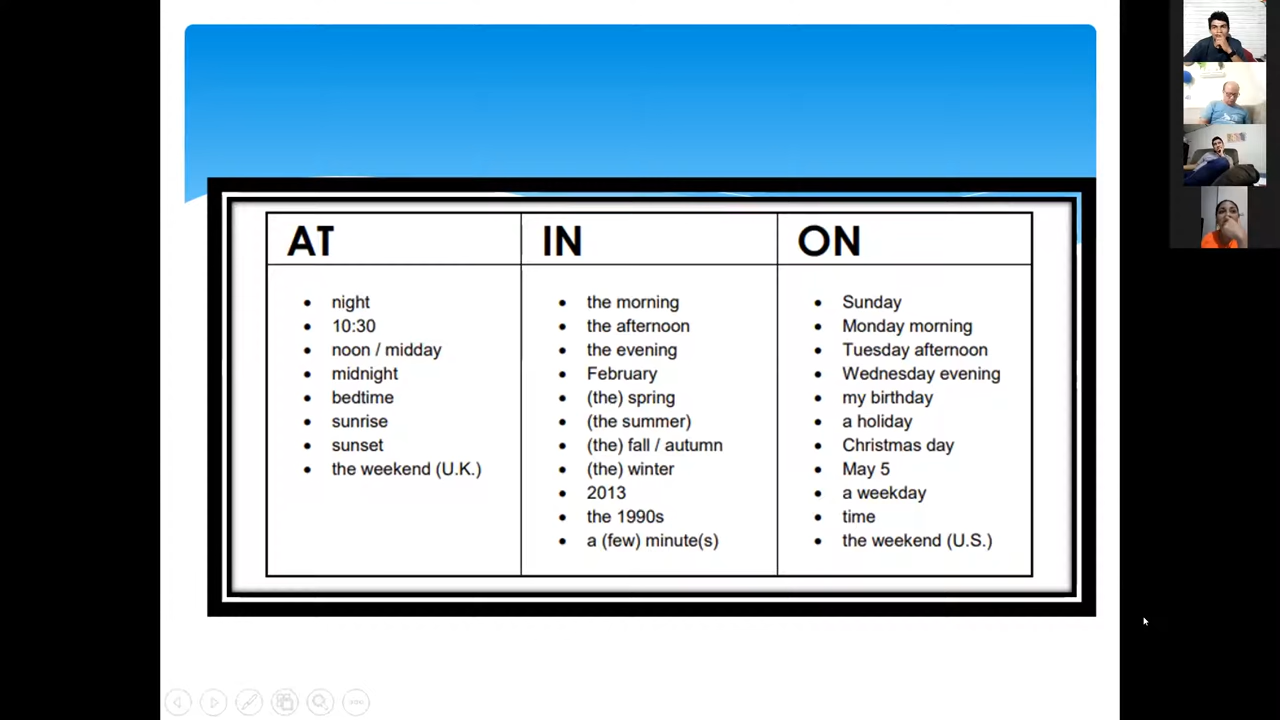 AT
night
10:30
noon / midday
midnight
bedtime
sunrise
sunset
the weekend (U.K.)
IN
the morning
the afternoon
the evening
February
(the) spring
(the summer)
(the) fall / autumn
(the) winter
2013
the 1990s
a (few) minute(s)
ON
Sunday
Monday morning
Tuesday afternoon
Wednesday evening
my birthday
a holiday
Christmas day
May 5
a weekday
time
the weekend (U.S.)